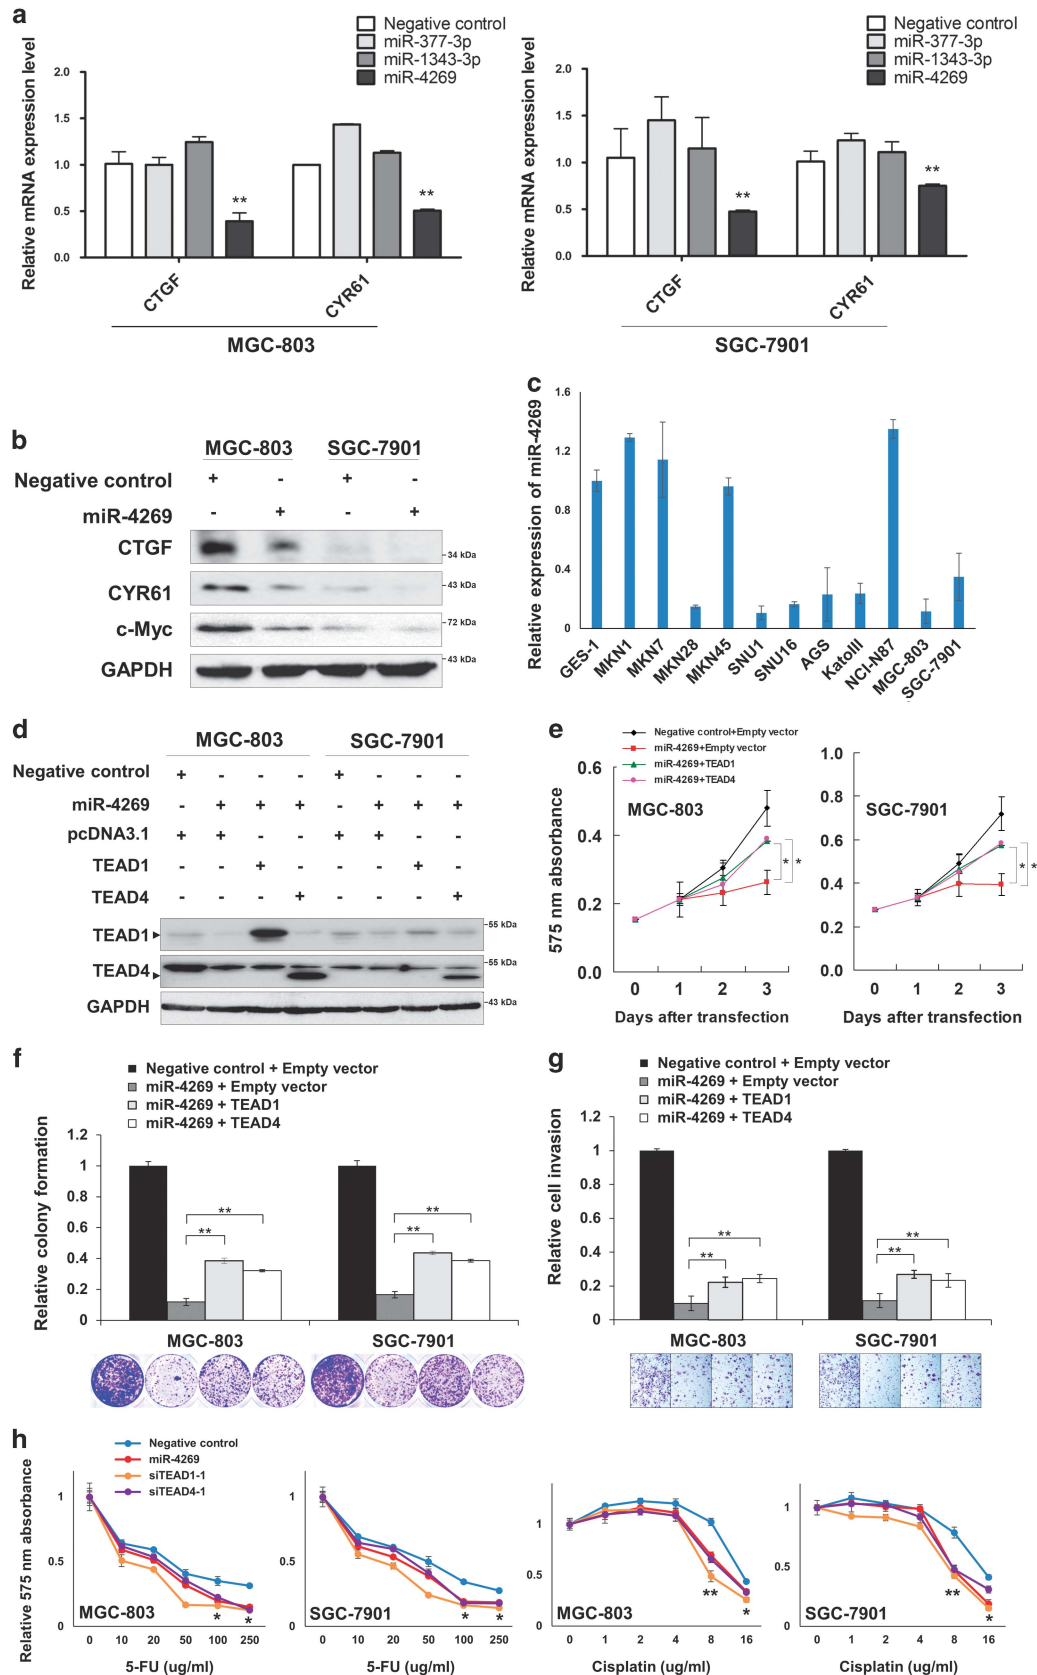 a
Negative control
miR-377-3p
miR-1343-3p
miR-4269
Relative mRNA expression level
2.0
1.5
1.0
0.5
0.0
**
**
CTGF
CYR61
MGC-803
Negative control
miR-377-3p
miR-1343-3p
miR-4269
Relative mRNA expression level
2.0
1.5
1.0
0.5
0.0
**
**
CTGF
CYR61
SGC-7901
b
MGC-803 SGC-7901
Negative control + - + -
miR-4269 - + - +
CTGF
34 kDa
CYR61
43 kDa
c-Myc
72 kDa
GAPDH
43 kDa
c
Relative expression of miR-4269
1.6
1.2
0.8
0.4
0
GES-1
MKN1
MKN7
MKN28
MKN45
SNU1
SNU16
AGS
KatoIII
NCI-N87
MGC-803
SGC-7901
d
MGC-803 SGC-7901
Negative control + - - - + - - -
miR-4269 - + + + - + + +
pcDNA3.1 + + - - + + - -
TEAD1 - - + - - - + -
TEAD4 - - - + - - - +
TEAD1
55 kDa
TEAD4
55 kDa
GAPDH
43 kDa
e
Negative control+Empty vector
miR-4269+Empty vector
miR-4269+TEAD1
miR-4269+TEAD4
575 nm absorbance
0.6
0.4
0.2
0.0
MGC-803
* *
0 1 2 3
Days after transfection
1.0
0.8
0.6
0.4
0.2
0.0
SGC-7901
* *
0 1 2 3
Days after transfection
f
Negative control + Empty vector
miR-4269 + Empty vector
miR-4269 + TEAD1
miR-4269 + TEAD4
Relative colony formation
1.2
1
0.8
0.6
0.4
0.2
0
**
**
**
**
MGC-803 SGC-7901
g
Negative control + Empty vector
miR-4269 + Empty vector
miR-4269 + TEAD1
miR-4269 + TEAD4
Relative cell invasion
1.2
1
0.8
0.6
0.4
0.2
0
**
**
**
**
MGC-803 SGC-7901
h
Negative control
miR-4269
siTEAD1-1
siTEAD4-1
Relative 575 nm absorbance
1
0.5
0
MGC-803
* *
0 10 20 50 100 250
5-FU (ug/ml)
1
0.5
0
SGC-7901
* *
0 10 20 50 100 250
5-FU (ug/ml)
1
0.5
0
MGC-803
** *
0 1 2 4 8 16
Cisplatin (ug/ml)
1
0.5
0
SGC-7901
** *
0 1 2 4 8 16
Cisplatin (ug/ml)